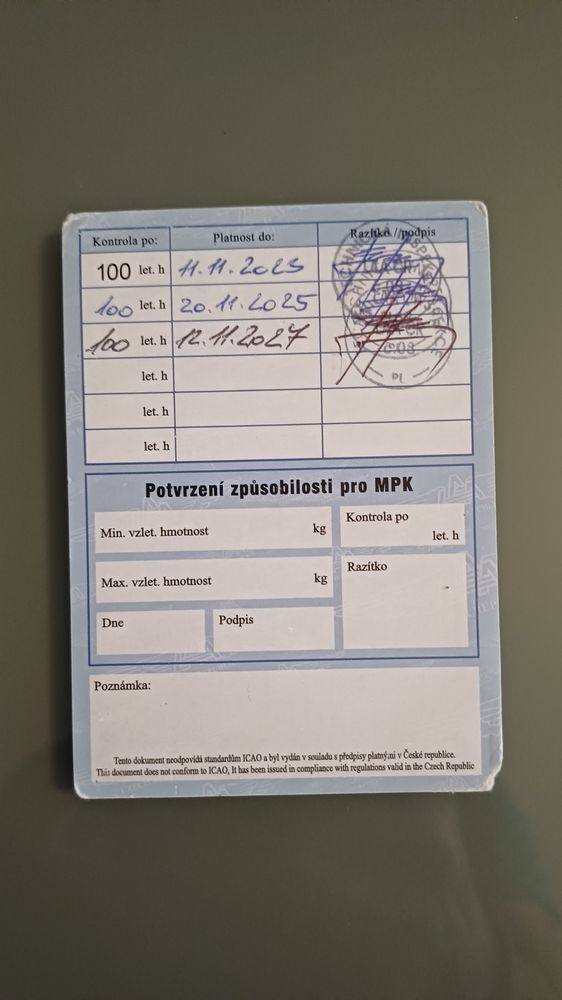 Kontrola po: Platnost do: Razítko / podpis
100 let. h 11.11.2023
100 let. h 20.11.2025
100 let. h 12.11.2027
let. h
let. h
let. h
Potvrzení způsobilosti pro MPK
Min. vzlet. hmotnost kg
Kontrola po
let. h
Max. vzlet. hmotnost kg
Razítko
Dne
Podpis
Poznámka:
Tento dokument neodpovídá standardům ICAO a byl vydán v souladu s předpisy platnými v České republice.
This document does not conform to ICAO, It has been issued in compliance with regulations valid in the Czech Republic